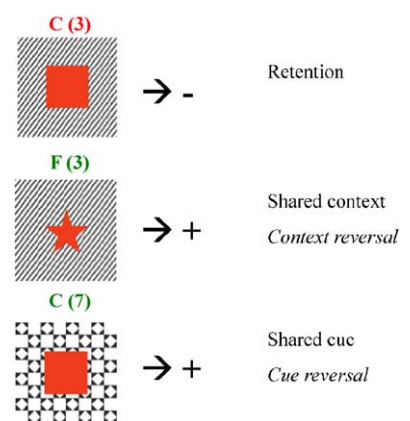 C (3)
→ -
Retention
F (3)
→ +
Shared context
Context reversal
C (7)
→ +
Shared cue
Cue reversal